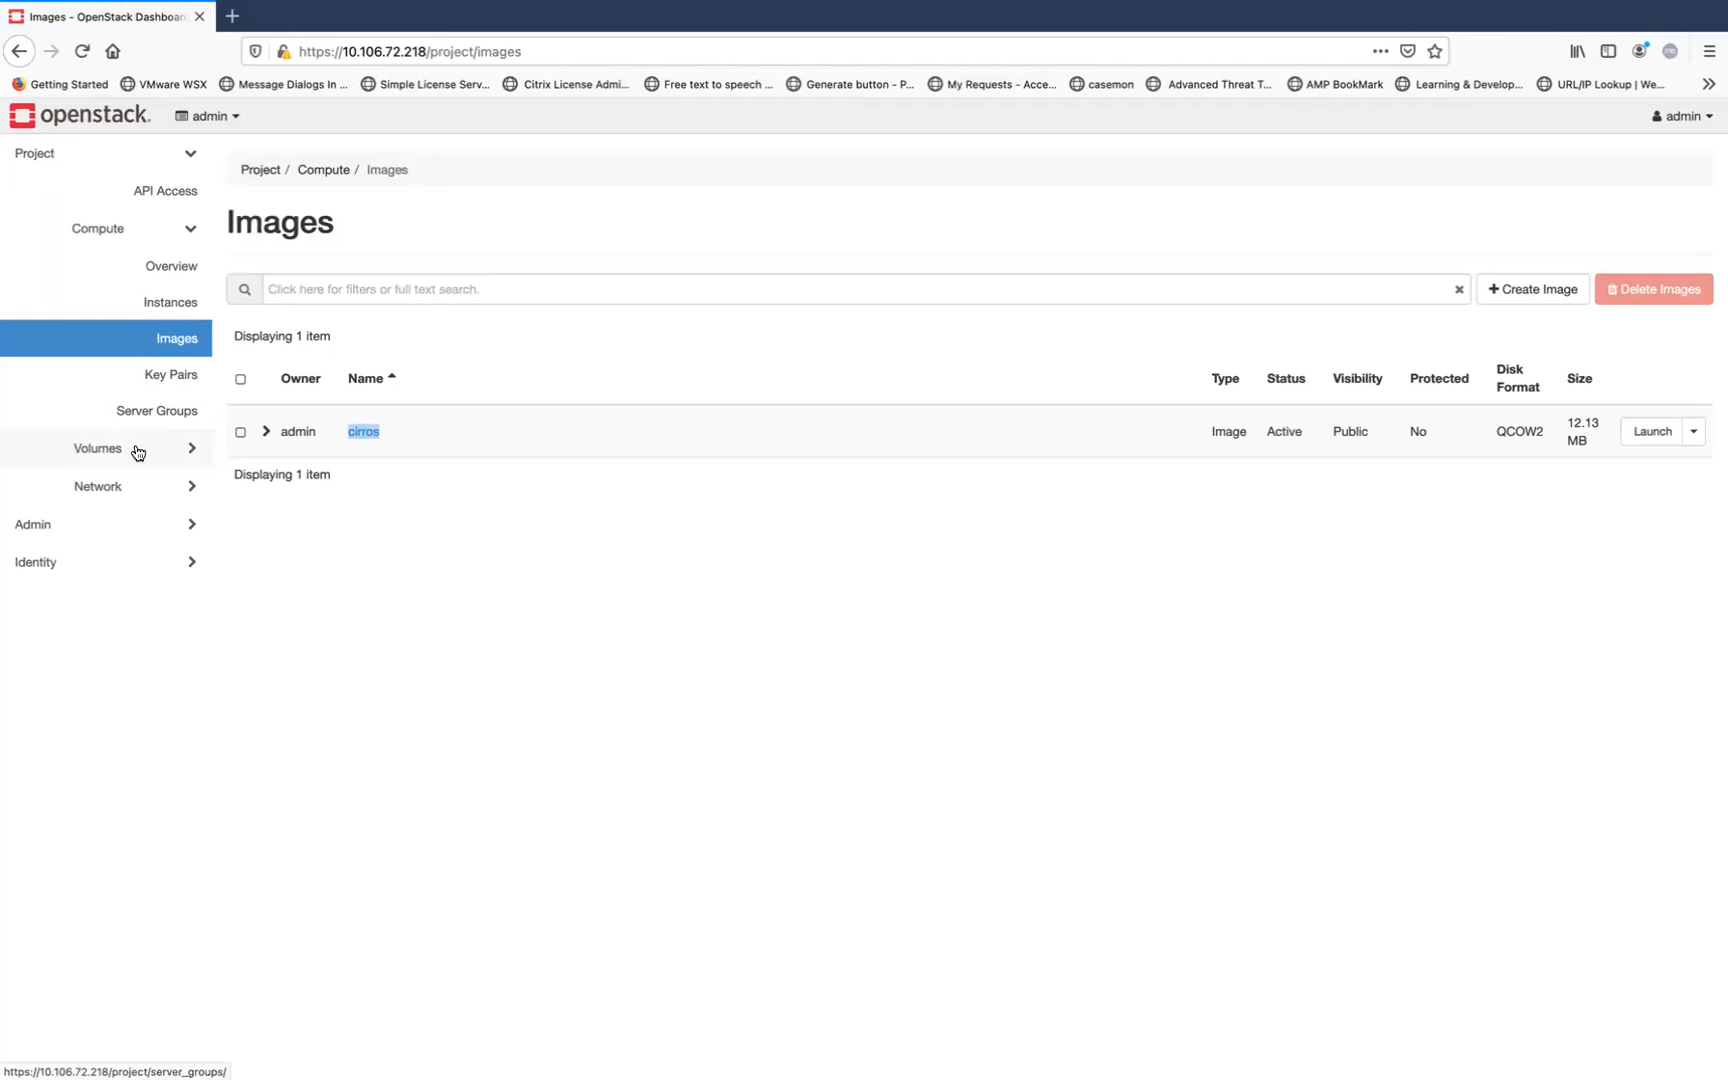 Images - OpenStack Dashboar
https://10.106.72.218/project/images
Getting Started
VMware WSX
Message Dialogs In ...
Simple License Serv...
Citrix License Admi...
Free text to speech ...
Generate button - P...
My Requests - Acce...
casemon
Advanced Threat T...
AMP BookMark
Learning & Develop...
URL/IP Lookup | We...
openstack.
admin
admin
Project
API Access
Compute
Overview
Instances
Images
Key Pairs
Server Groups
Volumes
Network
Admin
Identity
Project / Compute / Images
Images
Click here for filters or full text search.
Create Image
Delete Images
Displaying 1 item
Owner Name Type Status Visibility Protected Disk Format Size
admin cirros Image Active Public No QCOW2 12.13 MB Launch
Displaying 1 item
https://10.106.72.218/project/server_groups/